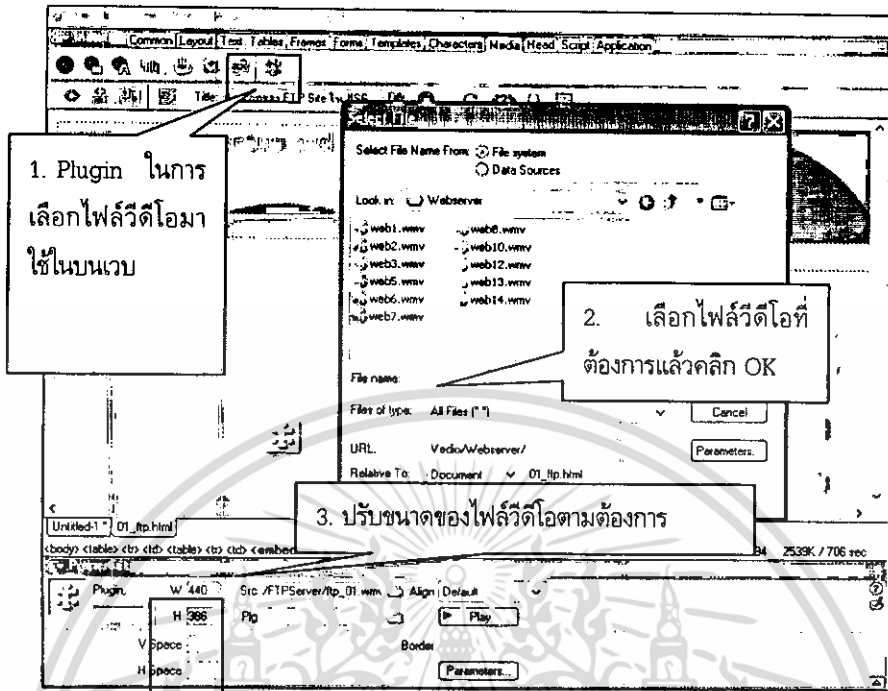 Common Layout Text Tables Frames Forms Templates Characters Media Head Script Application
Title:
1. Plugin ในการ
เลือกไฟล์วีดีโอมา
ใช้ในบนเวบ
Select File Name From: File system
Data Sources
Look in: Webserver
web1.wmv web8.wmv
web2.wmv web10.wmv
web3.wmv web12.wmv
web5.wmv web13.wmv
web6.wmv web14.wmv
web7.wmv
2. เลือกไฟล์วีดีโอที่
ต้องการแล้วคลิก OK
File name:
Files of type: All Files (*.*) Cancel
URL: Vedio/Webserver/ Parameters...
Relative To: Document 01_ftp.html
3. ปรับขนาดของไฟล์วีดีโอตามต้องการ
Untitled-1* 01_ftp.html
<body> <table> <tr> <td> <table> <tr> <td> <embed 2539K / 706 sec
Plugin, W 440 Src /FTPServer/ftp_01.wm Align Default
H 386 Plg Play
V Space Border
H Space Parameters...